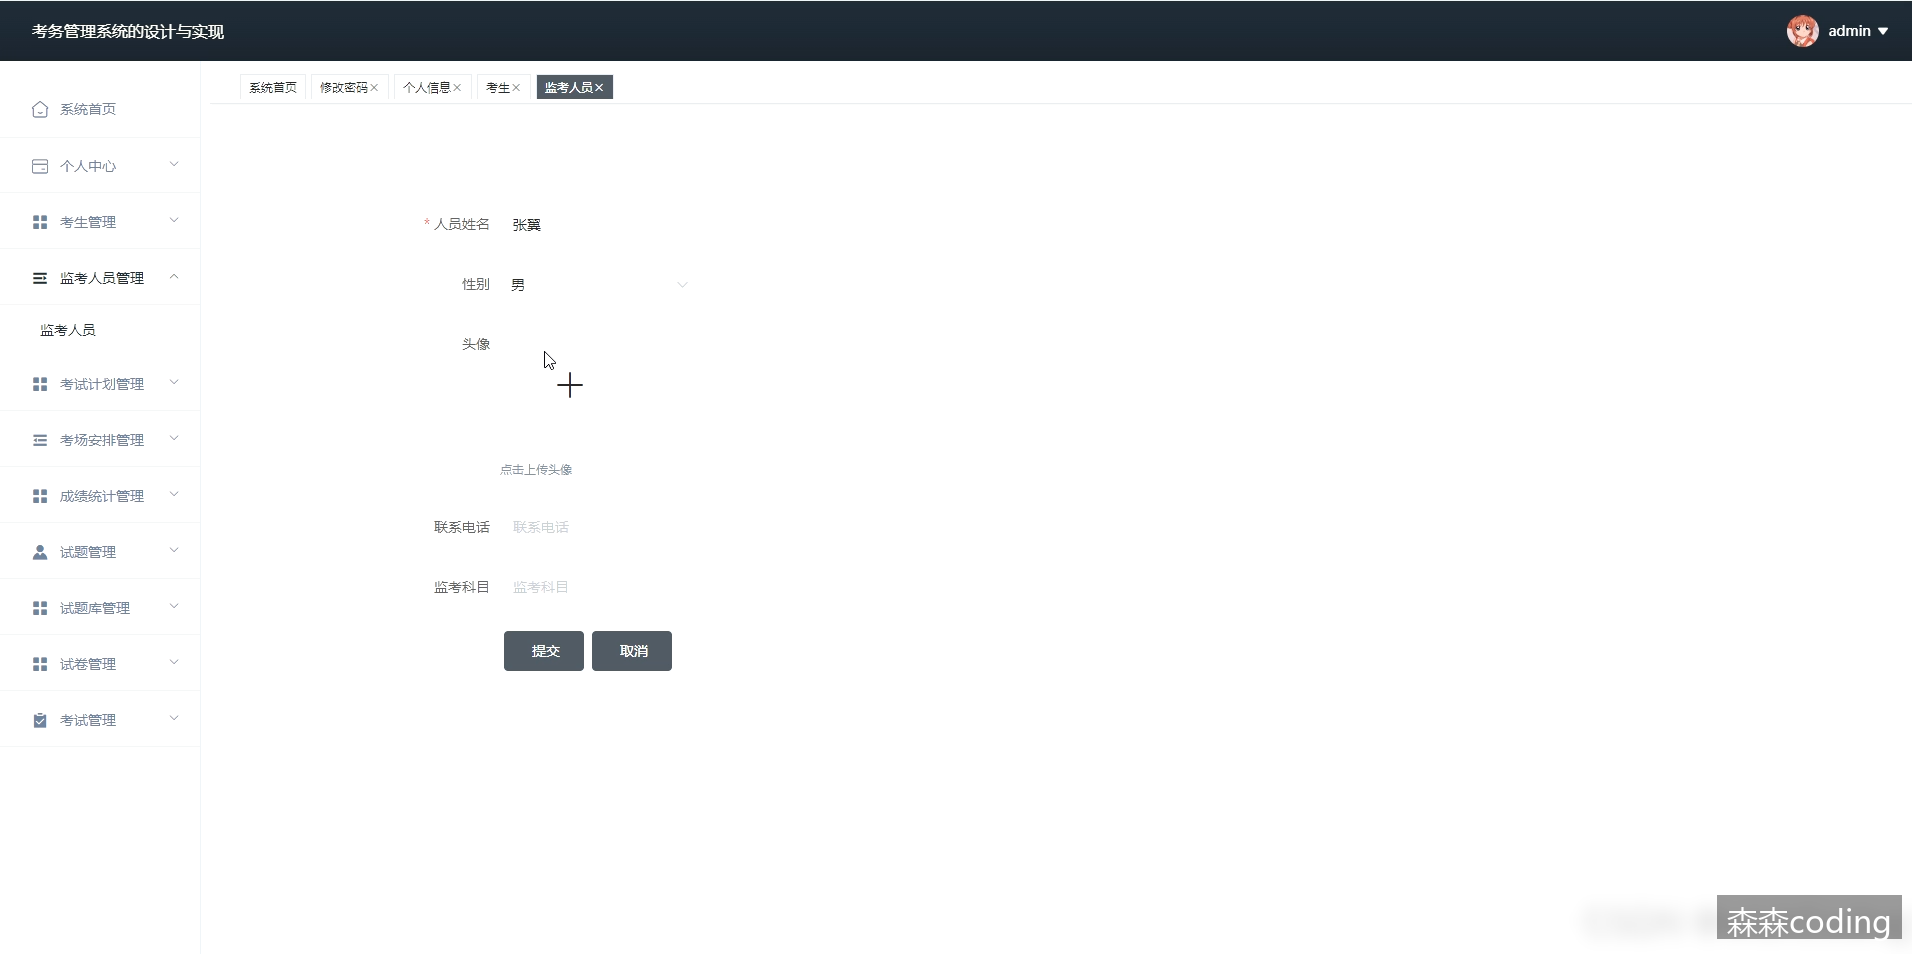 考务管理系统的设计与实现
admin
系统首页 修改密码 个人信息 考生 监考人员
系统首页
个人中心
考生管理
监考人员管理
监考人员
考试计划管理
考场安排管理
成绩统计管理
试题管理
试题库管理
试卷管理
考试管理
* 人员姓名 张翼
性别 男
头像
点击上传头像
联系电话 联系电话
监考科目 监考科目
提交 取消
森森coding